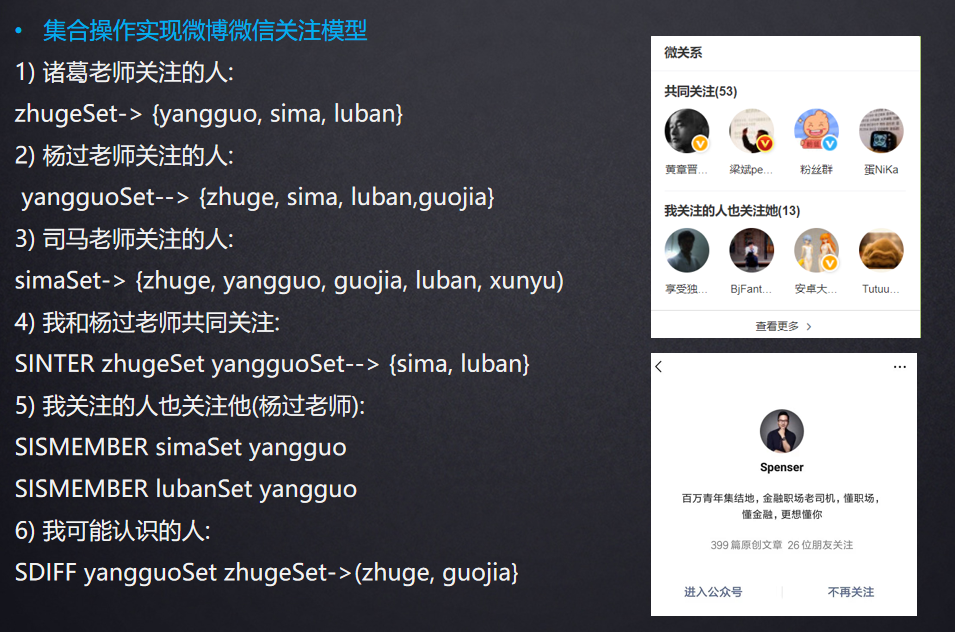 • 集合操作实现微博微信关注模型
1) 诸葛老师关注的人:
zhugeSet-> {yangguo, sima, luban}
2) 杨过老师关注的人:
yangguoSet--> {zhuge, sima, luban,guojia}
3) 司马老师关注的人:
simaSet-> {zhuge, yangguo, guojia, luban, xunyu)
4) 我和杨过老师共同关注:
SINTER zhugeSet yangguoSet--> {sima, luban}
5) 我关注的人也关注他(杨过老师):
SISMEMBER simaSet yangguo
SISMEMBER lubanSet yangguo
6) 我可能认识的人:
SDIFF yangguoSet zhugeSet->(zhuge, guojia}
微关系
共同关注(53)
黄章晋... 梁斌pe... 粉丝群 蛋NiKa
我关注的人也关注她(13)
享受独... BjFant... 安卓大... Tutuu...
查看更多 >
< ...
Spenser
百万青年集结地，金融职场老司机，懂职场，
懂金融，更想懂你
399篇原创文章 26位朋友关注
进入公众号 不再关注